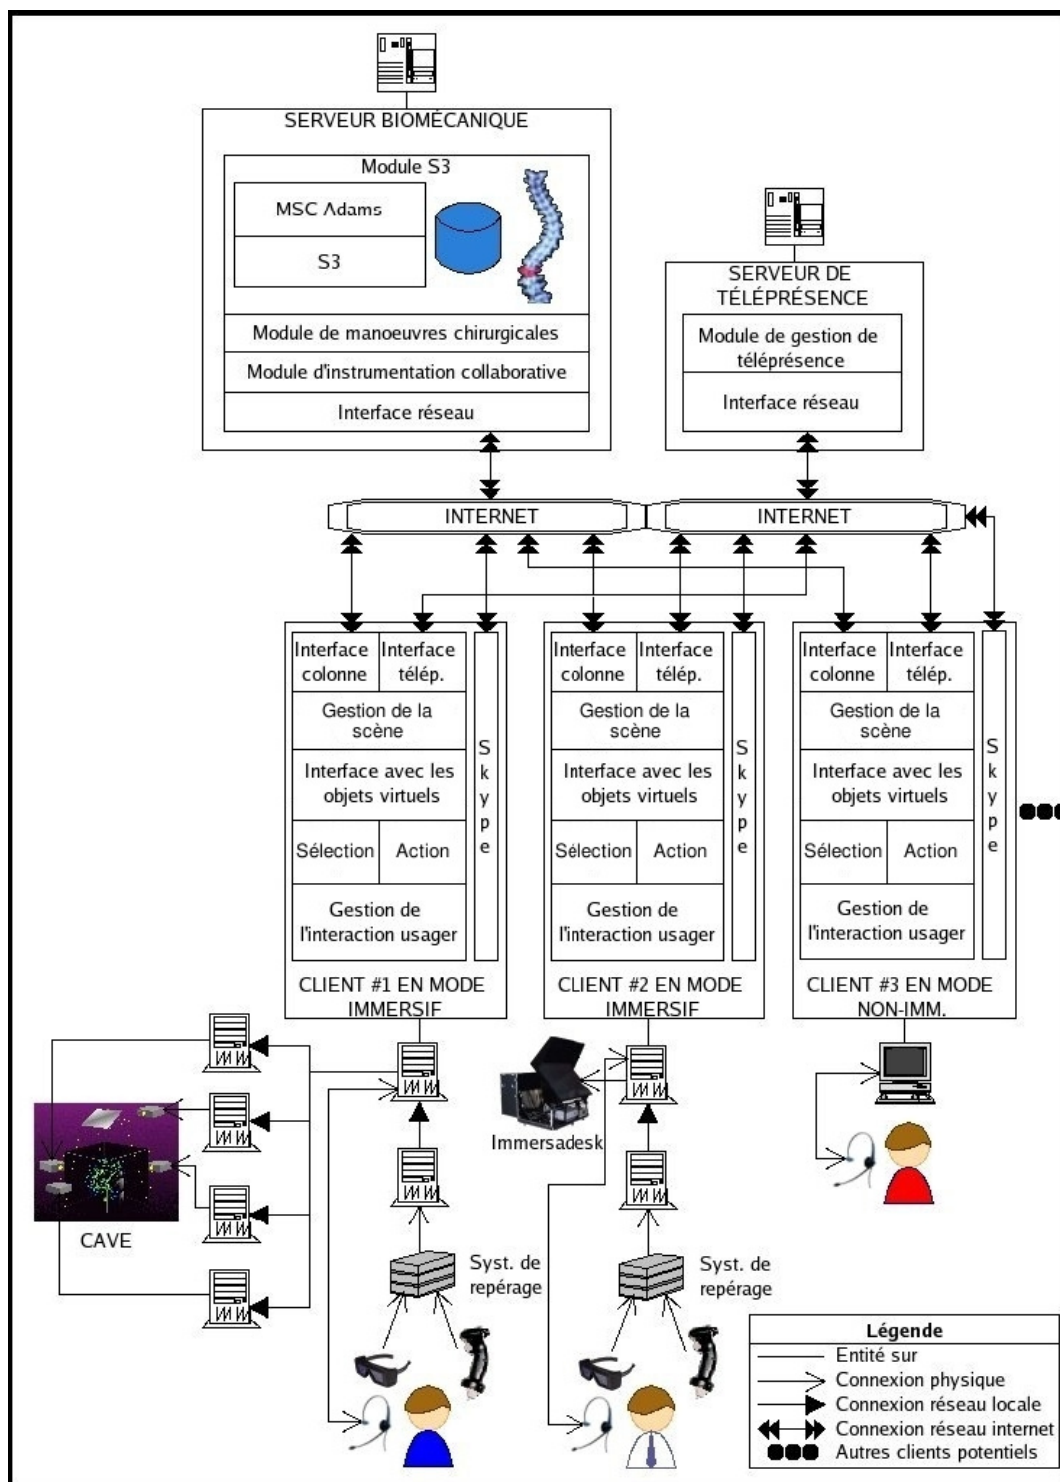 SERVEUR BIOMÉCANIQUE
Module S3
MSC Adams
S3
Module de manoeuvres chirurgicales
Module d'instrumentation collaborative
Interface réseau
SERVEUR DE
TÉLÉPRÉSENCE
Module de gestion de
téléprésence
Interface réseau
INTERNET
INTERNET
Interface
colonne
Interface
télép.
Gestion de la
scène
Interface avec les
objets virtuels
Sélection
Action
Gestion de
l'interaction usager
Skype
CLIENT #1 EN MODE
IMMERSIF
Interface
colonne
Interface
télép.
Gestion de la
scène
Interface avec les
objets virtuels
Sélection
Action
Gestion de
l'interaction usager
Skype
CLIENT #2 EN MODE
IMMERSIF
Interface
colonne
Interface
télép.
Gestion de la
scène
Interface avec les
objets virtuels
Sélection
Action
Gestion de
l'interaction usager
Skype
CLIENT #3 EN MODE
NON-IMM.
Immersadesk
CAVE
Syst. de
repérage
Syst. de
repérage
Légende
Entité sur
Connexion physique
Connexion réseau locale
Connexion réseau internet
Autres clients potentiels